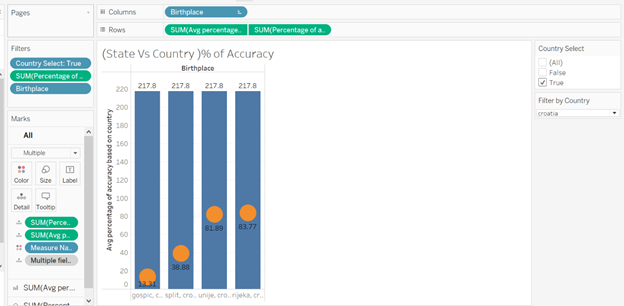 Pages
Columns
Birthplace
Rows
SUM(Avg percentage..
SUM(Percentage of a..
Filters
Country Select: True
SUM(Percentage of ..
Birthplace
Marks
All
Multiple
Color
Size
Label
Detail
Tooltip
SUM(Perce..
SUM(Avg p..
Measure Na..
Multiple fiel..
SUM(Avg per...
SUM(Percent
(State Vs Country )% of Accuracy
Birthplace
217.8 217.8 217.8 217.8
220
200
180
160
140
120
100
80
60
40
20
0
Avg percentage of accuracy based on country
13.31
38.88
81.89
83.77
gospic, c.. split, cro.. unije, cro.. rijeka, cr..
Country Select
(All)
False
True
Filter by Country
croatia